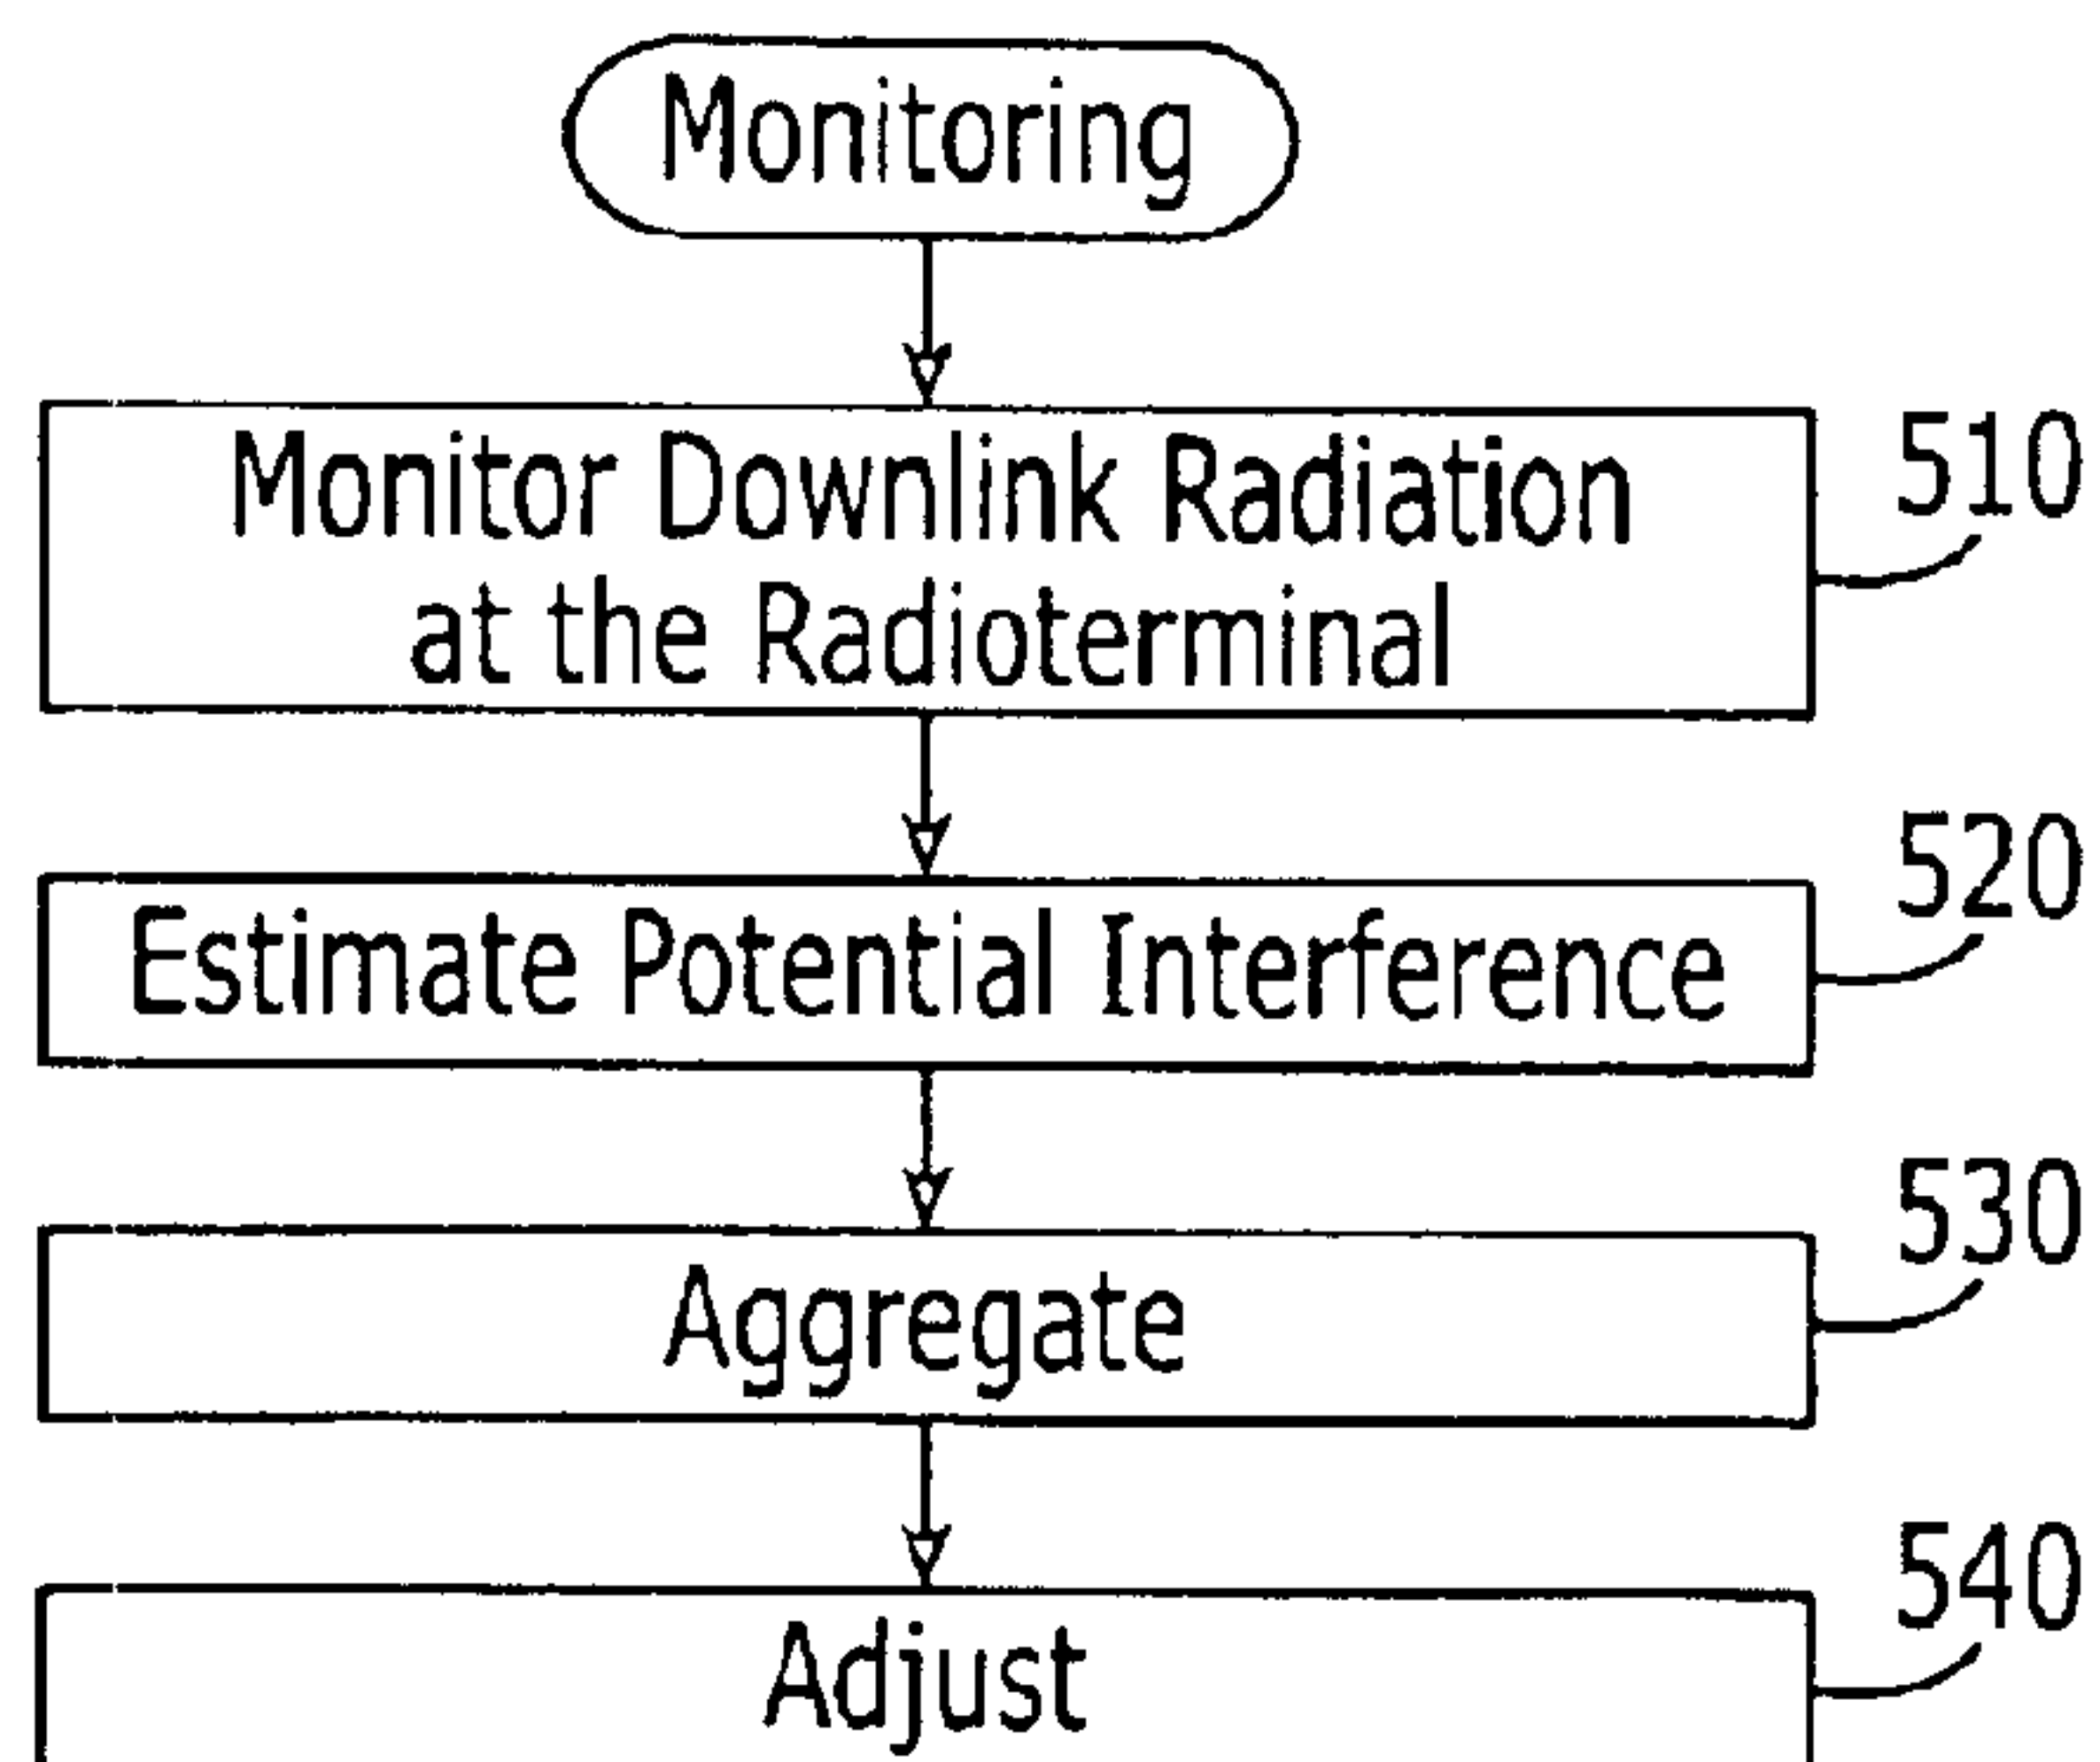 Monitoring
Monitor Downlink Radiation
at the Radioterminal
510
Estimate Potential Interference
520
Aggregate
530
Adjust
540